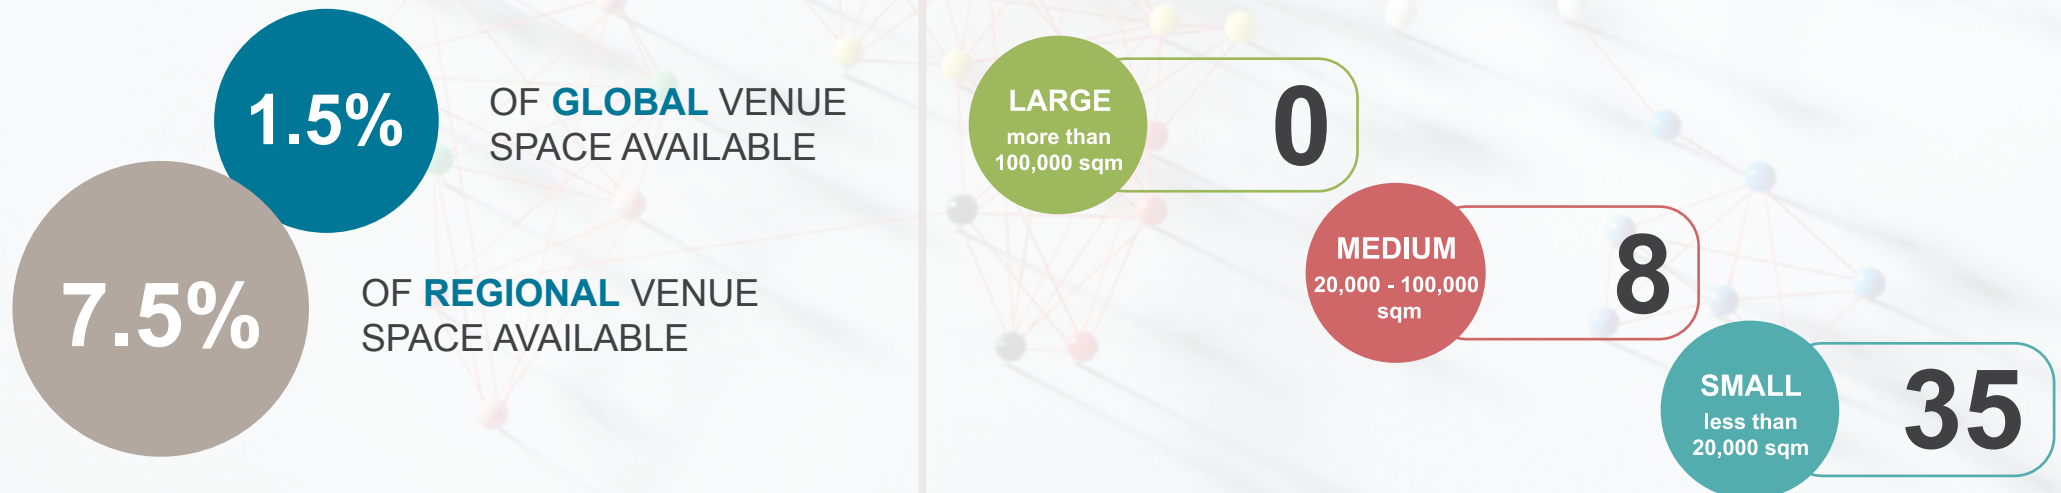 1.5%
OF GLOBAL VENUE
SPACE AVAILABLE
7.5%
OF REGIONAL VENUE
SPACE AVAILABLE
LARGE
more than
100,000 sqm
0
MEDIUM
20,000 - 100,000
sqm
8
SMALL
less than
20,000 sqm
35